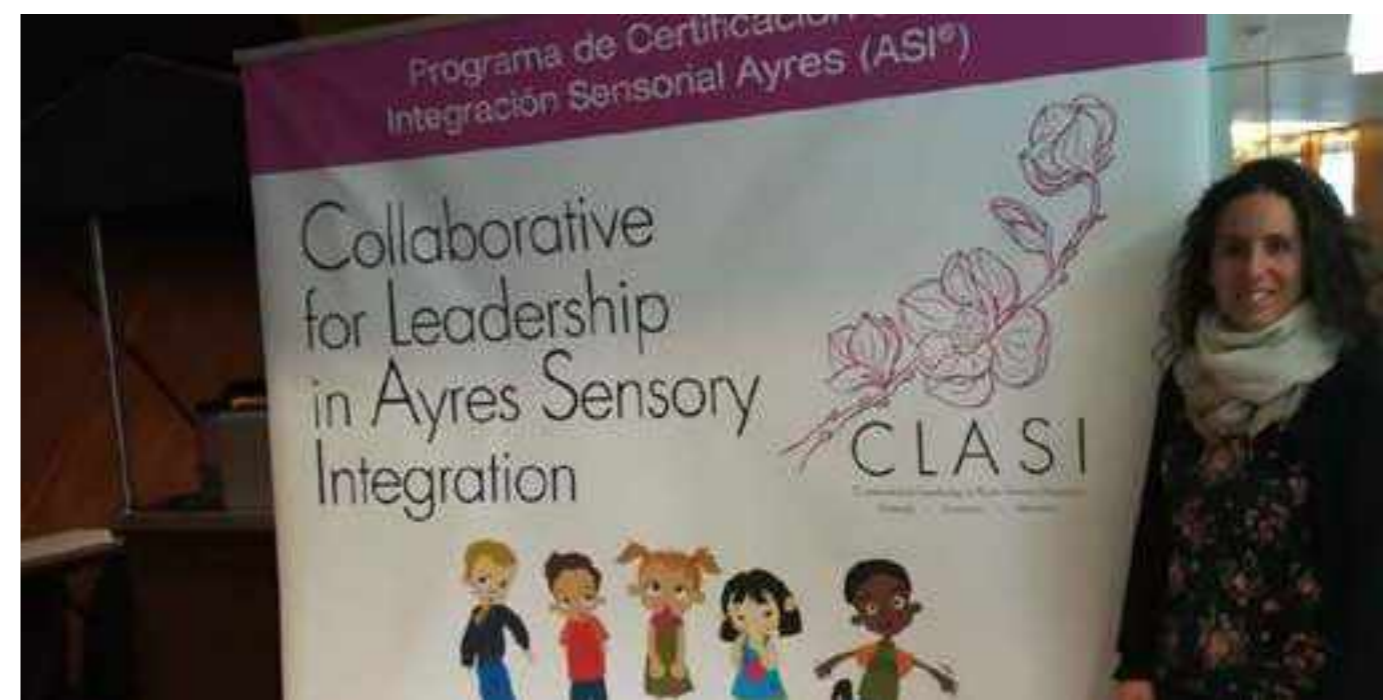 Programa de Certificación
Integración Sensorial Ayres (ASI®)
Collaborative
for Leadership
in Ayres Sensory
Integration
CLASI